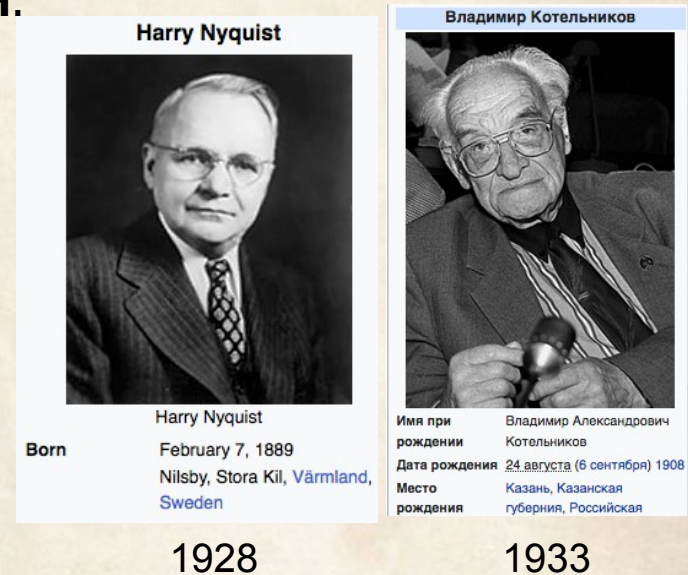 Harry Nyquist
Harry Nyquist
Born February 7, 1889
Nilsby, Stora Kil, Värmland,
Sweden
1928
Владимир Котельников
Имя при Владимир Александрович
рождении Котельников
Дата рождения 24 августа (6 сентября) 1908
Место Казань, Казанская
рождения губерния, Российская
1933